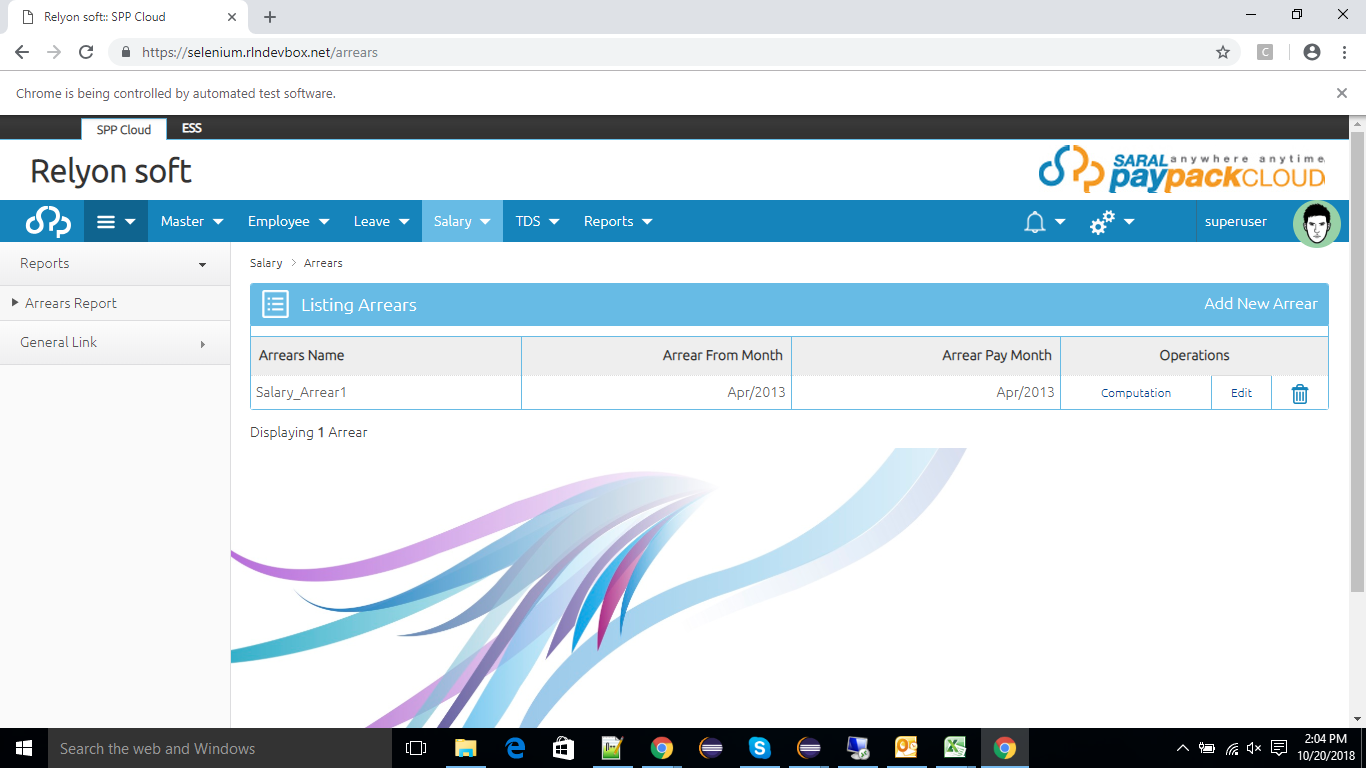 Relyon soft:: SPP Cloud
https://selenium.rlndevbox.net/arrears
C
Chrome is being controlled by automated test software.
SPP Cloud ESS
Relyon soft
SARAL anywhere anytime
paypackCLOUD
Master Employee Leave Salary TDS Reports superuser
Reports
Salary > Arrears
Listing Arrears Add New Arrear
Arrears Report
General Link
Arrears Name Arrear From Month Arrear Pay Month Operations
Salary_Arrear1 Apr/2013 Apr/2013 Computation Edit
Displaying 1 Arrear
Search the web and Windows
2:04 PM
10/20/2018